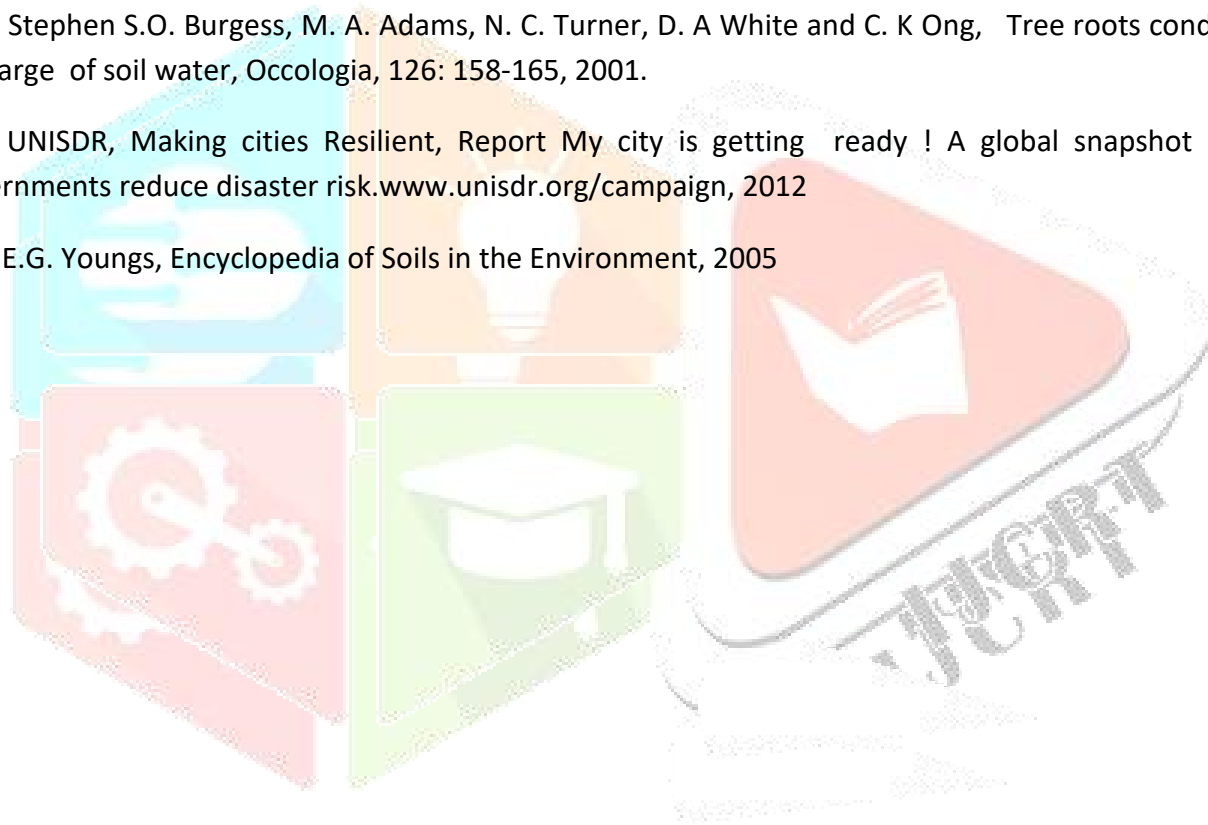 Stephen S.O. Burgess, M. A. Adams, N. C. Turner, D. A White and C. K Ong, Tree roots cond
arge of soil water, Occologia, 126: 158-165, 2001.
UNISDR, Making cities Resilient, Report My city is getting ready ! A global snapshot
ernments reduce disaster risk.www.unisdr.org/campaign, 2012
E.G. Youngs, Encyclopedia of Soils in the Environment, 2005
IJCRT